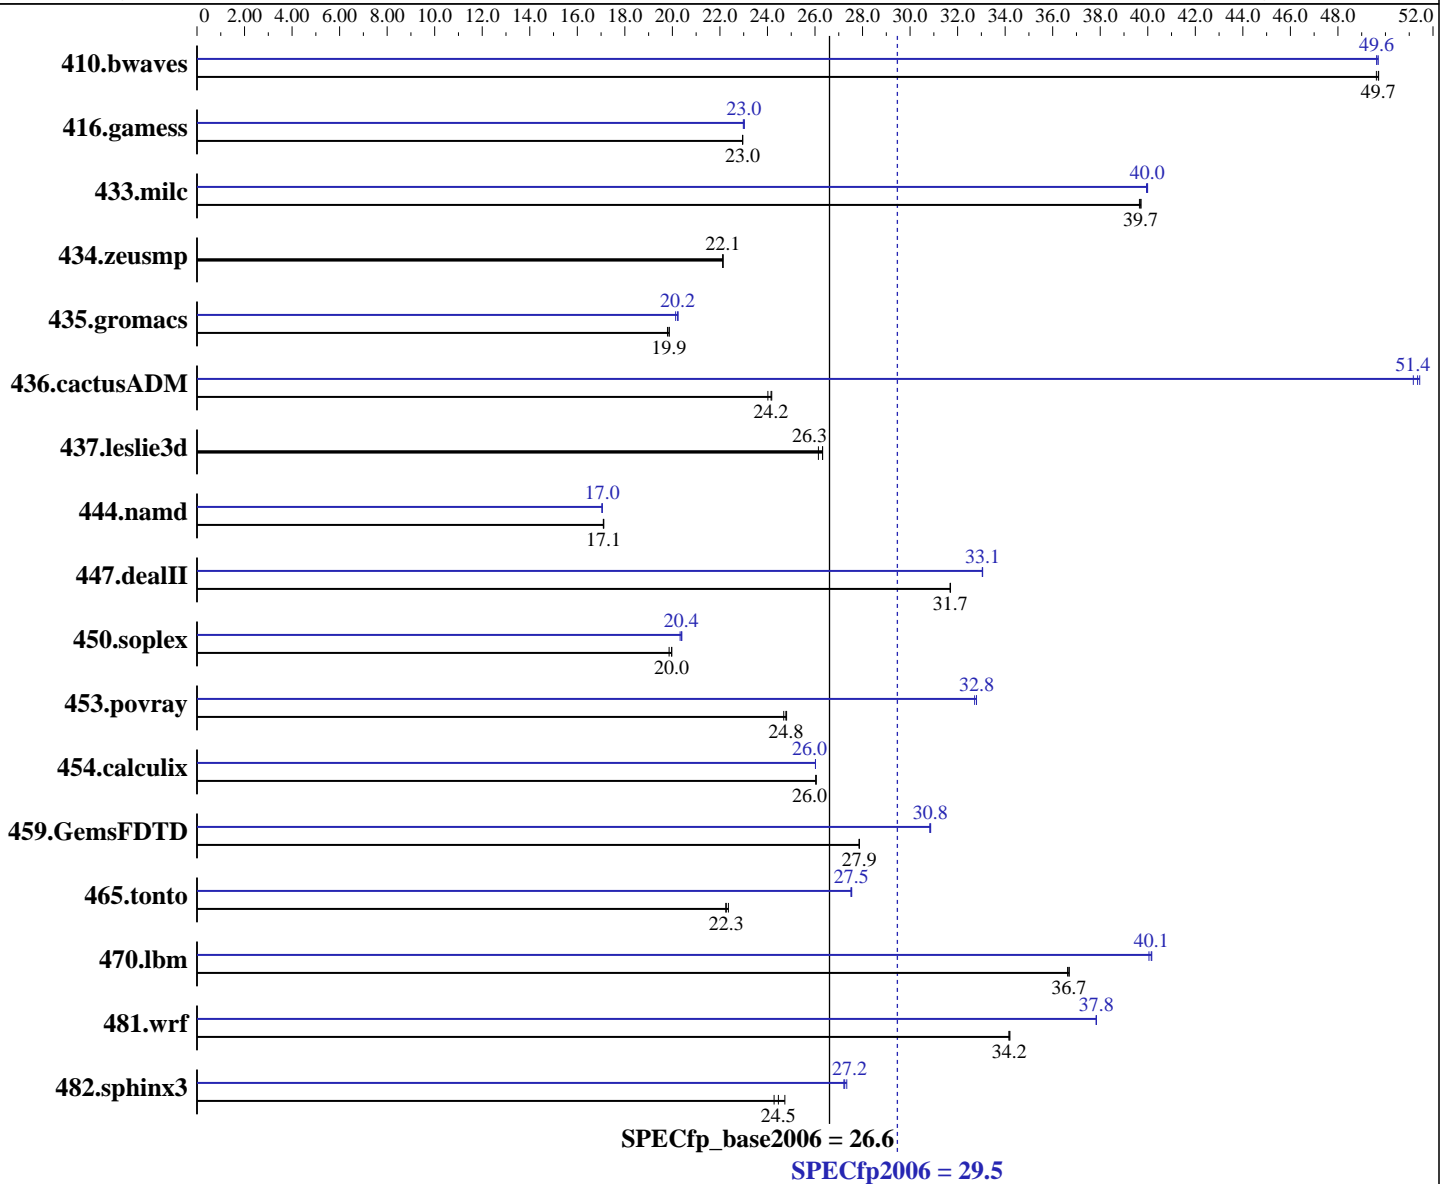 0 2.00 4.00 6.00 8.00 10.0 12.0 14.0 16.0 18.0 20.0 22.0 24.0 26.0 28.0 30.0 32.0 34.0 36.0 38.0 40.0 42.0 44.0 46.0 48.0 52.0
49.6
410.bwaves
49.7
23.0
416.gamess
23.0
40.0
433.milc
39.7
22.1
434.zeusmp
20.2
435.gromacs
19.9
51.4
436.cactusADM
24.2
26.3
437.leslie3d
17.0
444.namd
17.1
33.1
447.dealII
31.7
20.4
450.soplex
20.0
32.8
453.povray
24.8
26.0
454.calculix
26.0
30.8
459.GemsFDTD
27.9
27.5
465.tonto
22.3
40.1
470.lbm
36.7
37.8
481.wrf
34.2
27.2
482.sphinx3
24.5
SPECfp_base2006 = 26.6
SPECfp2006 = 29.5